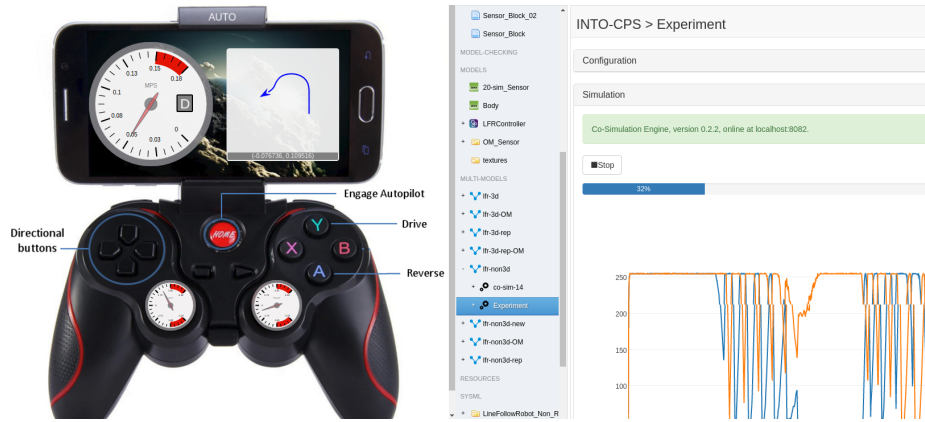 AUTO
0.15
0.13
0.18
MPS
0.1
D
0.08
0
0.05
0.03
(-0.076736, 0.109516)
Engage Autopilot
Y
Drive
HOME
Directional
buttons
X
B
A
Reverse
Sensor_Block_02
Sensor_Block
MODEL-CHECKING
MODELS
20-sim_Sensor
Body
+ LFRController
+ OM_Sensor
textures
MULTI-MODELS
+ lfr-3d
+ lfr-3d-OM
+ lfr-3d-rep
+ lfr-3d-rep-OM
- lfr-non3d
+ co-sim-14
+ Experiment
+ lfr-non3d-new
+ lfr-non3d-OM
+ lfr-non3d-rep
RESOURCES
SYSML
+ LineFollowRobot_Non_R
INTO-CPS > Experiment
Configuration
Simulation
Co-Simulation Engine, version 0.2.2, online at localhost:8082.
Stop
32%
250
200
150
100